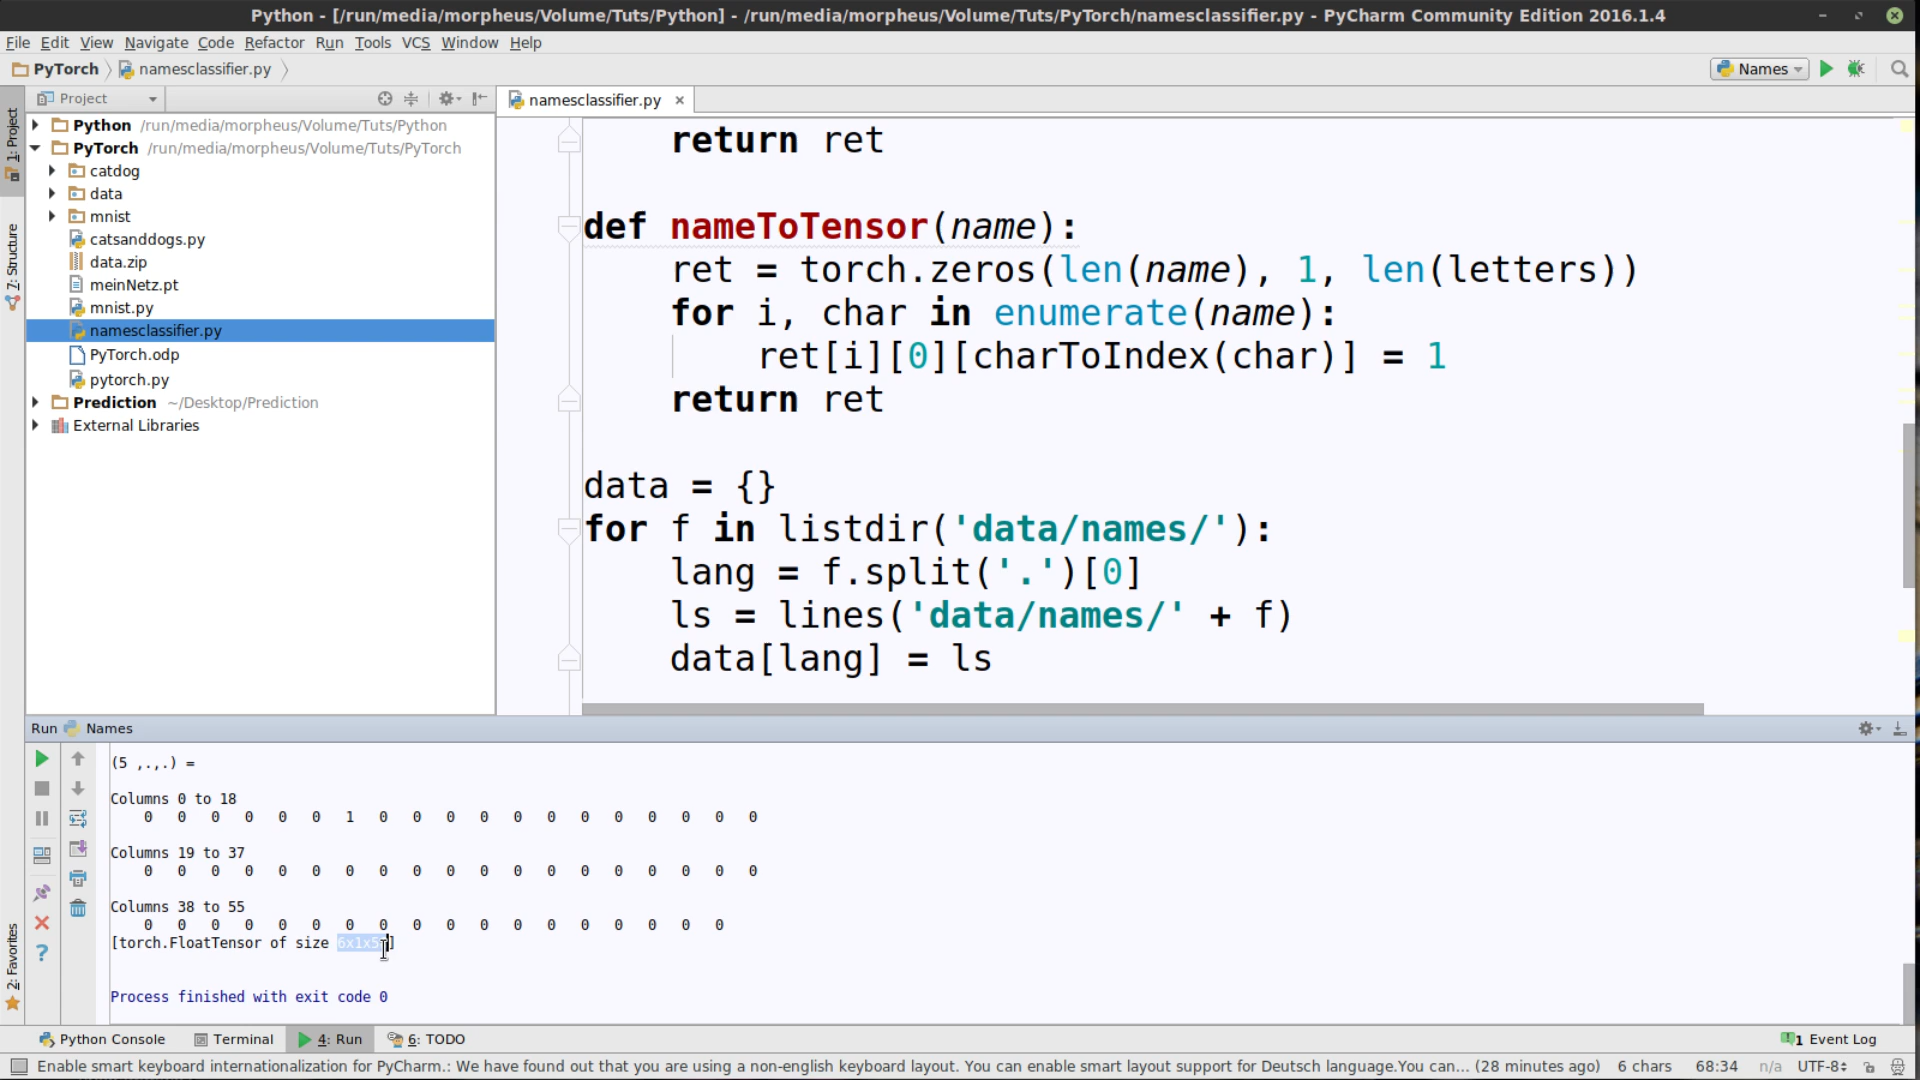 Python - [/run/media/morpheus/Volume/Tuts/Python] - /run/media/morpheus/Volume/Tuts/PyTorch/namesclassifier.py - PyCharm Community Edition 2016.1.4
File Edit View Navigate Code Refactor Run Tools VCS Window Help
PyTorch namesclassifier.py
Names
Project
namesclassifier.py
1: Project
7: Structure
2: Favorites
Python /run/media/morpheus/Volume/Tuts/Python
PyTorch /run/media/morpheus/Volume/Tuts/PyTorch
catdog
data
mnist
catsanddogs.py
data.zip
meinNetz.pt
mnist.py
namesclassifier.py
PyTorch.odp
pytorch.py
Prediction ~/Desktop/Prediction
External Libraries
return ret
def nameToTensor(name):
ret = torch.zeros(len(name), 1, len(letters))
for i, char in enumerate(name):
ret[i][0][charToIndex(char)] = 1
return ret
data = {}
for f in listdir('data/names/'):
lang = f.split('.')[0]
ls = lines('data/names/' + f)
data[lang] = ls
Run Names
(5 ,.,.) =
Columns 0 to 18
0 0 0 0 0 0 1 0 0 0 0 0 0 0 0 0 0 0 0
Columns 19 to 37
0 0 0 0 0 0 0 0 0 0 0 0 0 0 0 0 0 0 0
Columns 38 to 55
0 0 0 0 0 0 0 0 0 0 0 0 0 0 0 0 0 0
[torch.FloatTensor of size
Process finished with exit code 0
Python Console Terminal 4: Run 6: TODO 1 Event Log
Enable smart keyboard internationalization for PyCharm.: We have found out that you are using a non-english keyboard layout. You can enable smart layout support for Deutsch language.You can... (28 minutes ago) 6 chars 68:34 n/a UTF-8